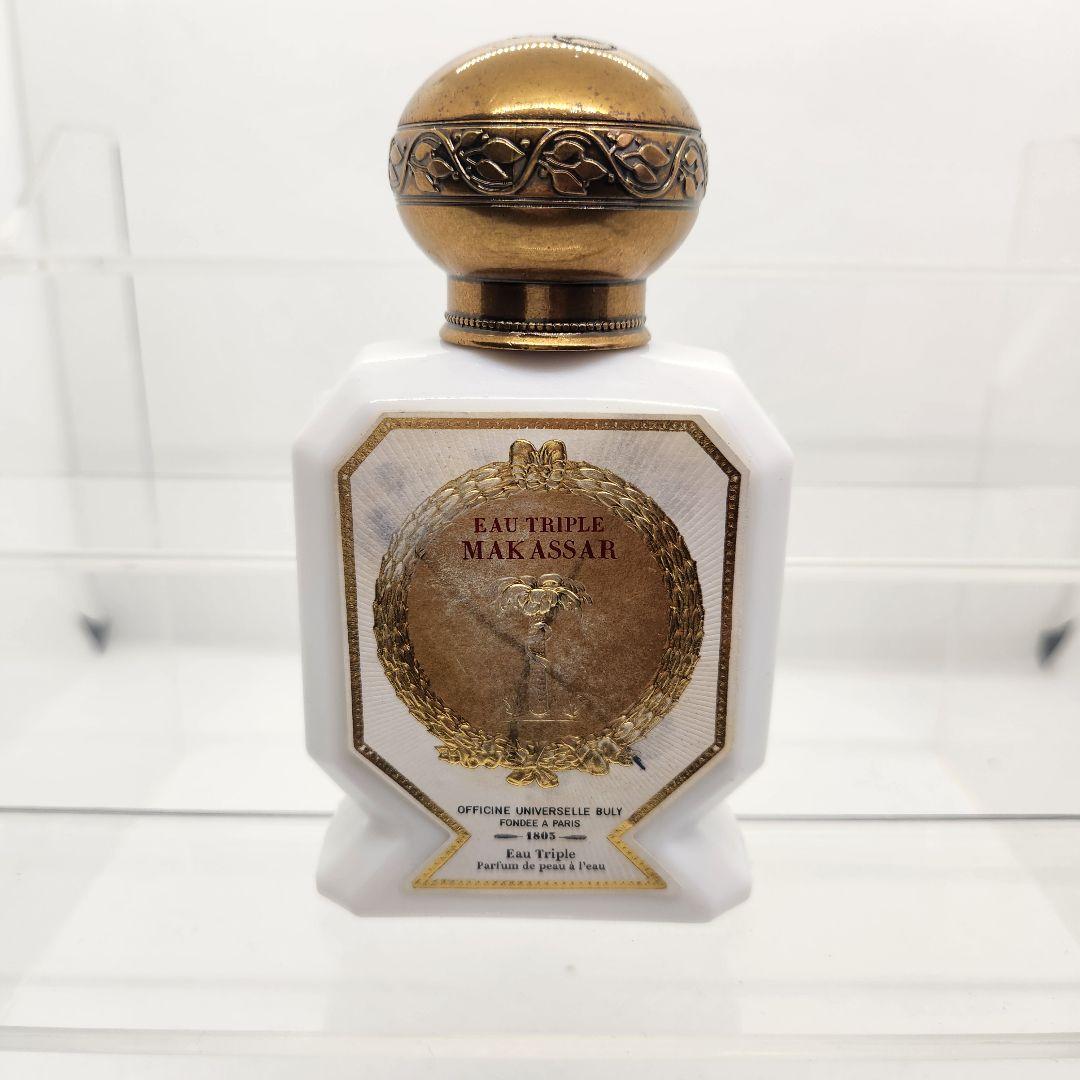 EAU TRIPLE
MAKASSAR
OFFICINE UNIVERSELLE BULY
FONDEE A PARIS
1803
Eau Triple
Parfum de peau à l'eau